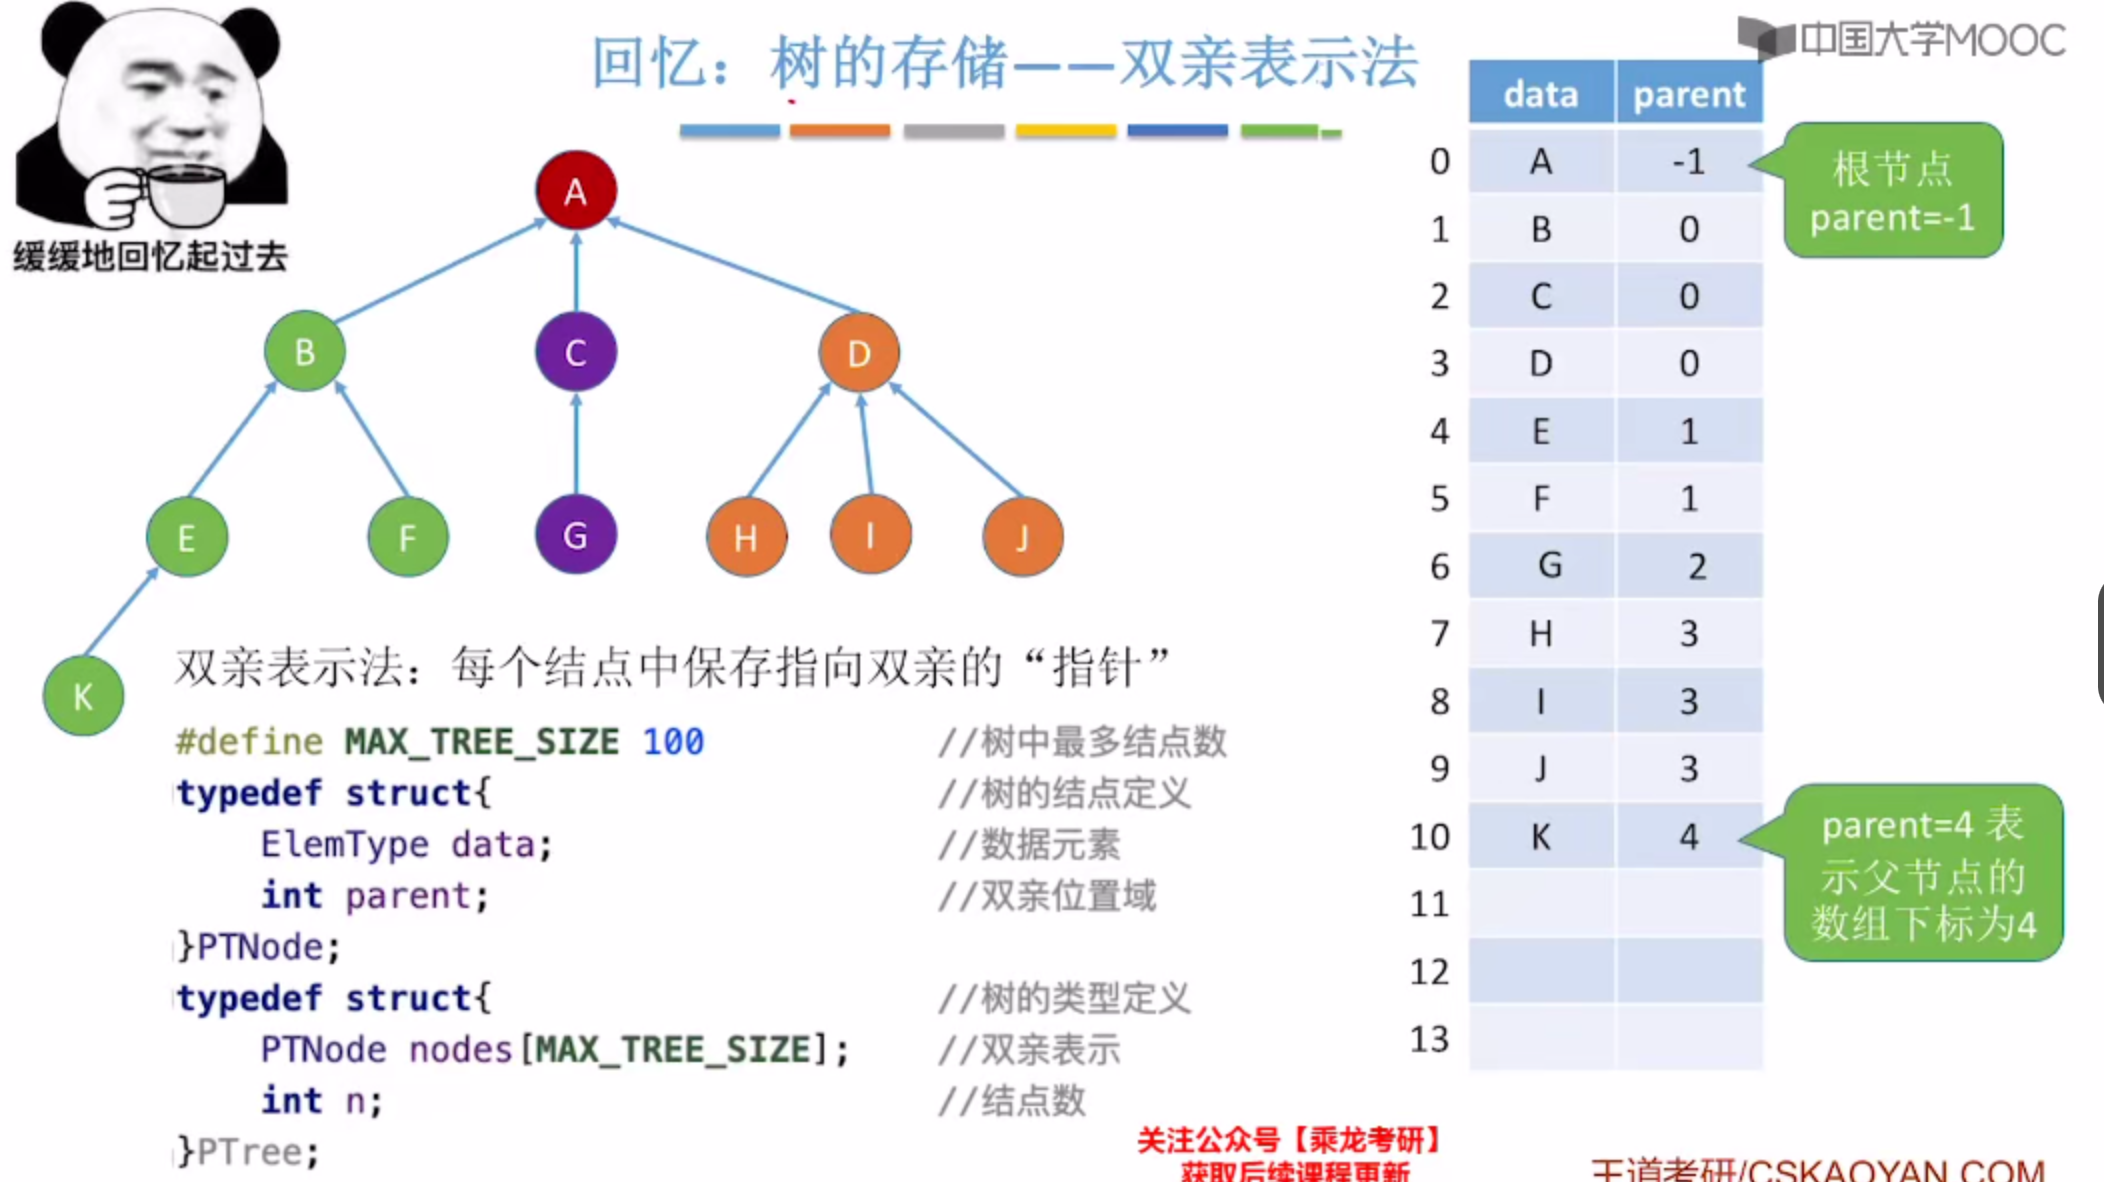 回忆：树的存储——双亲表示法
中国大学MOOC
缓缓地回忆起过去
A
B
C
D
E
F
G
H
I
J
K
双亲表示法：每个结点中保存指向双亲的“指针”
#define MAX_TREE_SIZE 100 //树中最多结点数
typedef struct{ //树的结点定义
ElemType data; //数据元素
int parent; //双亲位置域
}PTNode;
typedef struct{ //树的类型定义
PTNode nodes[MAX_TREE_SIZE]; //双亲表示
int n; //结点数
}PTree;
data parent
0 A -1
1 B 0
2 C 0
3 D 0
4 E 1
5 F 1
6 G 2
7 H 3
8 I 3
9 J 3
10 K 4
11
12
13
根节点
parent=-1
parent=4 表
示父节点的
数组下标为4
关注公众号【乘龙考研】
获取后续课程更新
王道考研/CSKAOYAN.COM